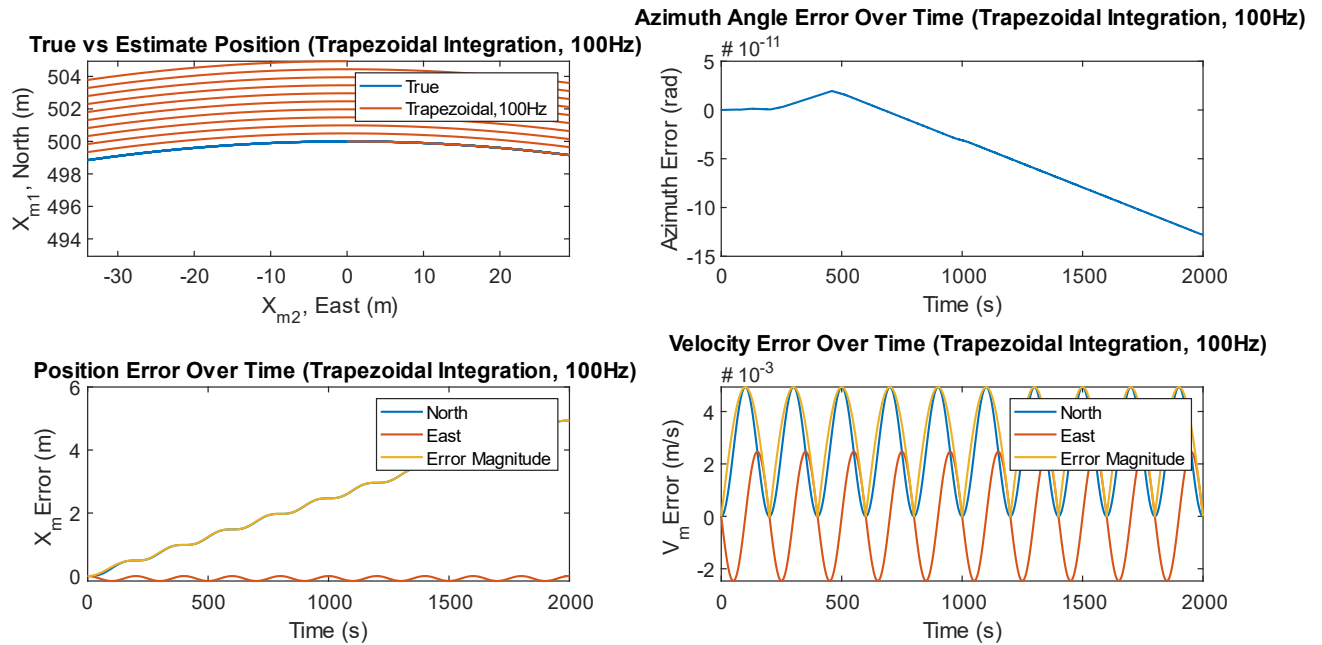 True vs Estimate Position (Trapezoidal Integration, 100Hz)
504
502
500
498
496
494
X_m1, North (m)
True
Trapezoidal,100Hz
-30
-20
-10
0
10
20
X_m2, East (m)
Azimuth Angle Error Over Time (Trapezoidal Integration, 100Hz)
# 10^-11
5
0
-5
-10
-15
Azimuth Error (rad)
0
500
1000
1500
2000
Time (s)
Position Error Over Time (Trapezoidal Integration, 100Hz)
6
4
2
0
X_m Error (m)
North
East
Error Magnitude
0
500
1000
1500
2000
Time (s)
Velocity Error Over Time (Trapezoidal Integration, 100Hz)
# 10^-3
4
2
0
-2
V_m Error (m/s)
North
East
Error Magnitude
0
500
1000
1500
2000
Time (s)